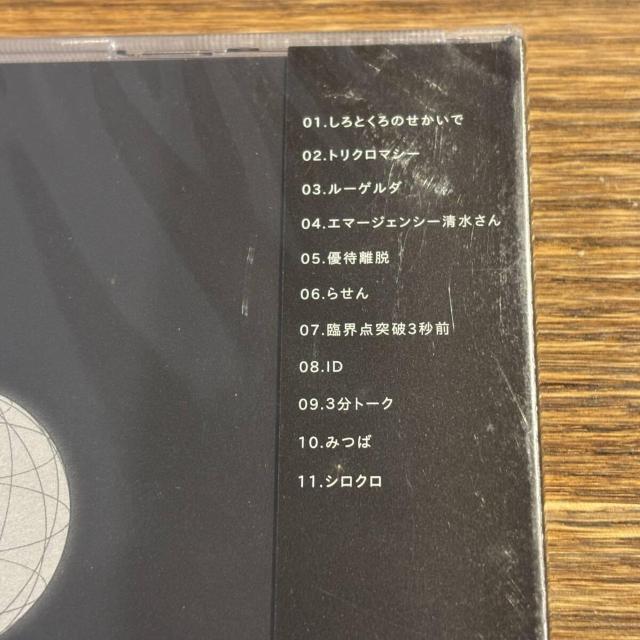 01.しろとくろのせかいで
02.トリクロマシー
03.ルーゲルダ
04.エマージェンシー清水さん
05.優待離脱
06.らせん
07.臨界点突破3秒前
08.ID
09.3分トーク
10.みつば
11.シロクロ